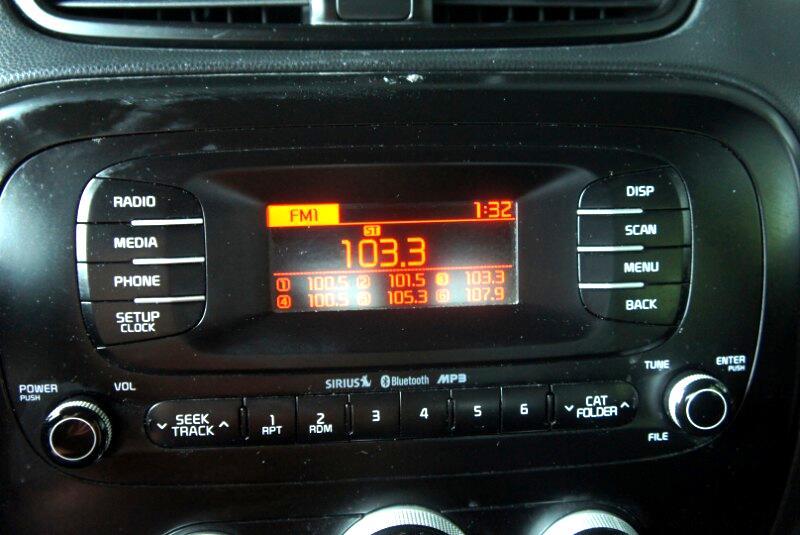 RADIO
MEDIA
PHONE
SETUP
CLOCK
FM1 1:32
ST
103.3
1 100.5 2 101.5 3 103.3
4 100.5 5 105.3 6 107.9
DISP
SCAN
MENU
BACK
POWER
PUSH
VOL
SIRIUS Bluetooth MP3
TUNE
ENTER
PUSH
SEEK
TRACK
1
RPT
2
RDM
3
4
5
6
CAT
FOLDER
FILE